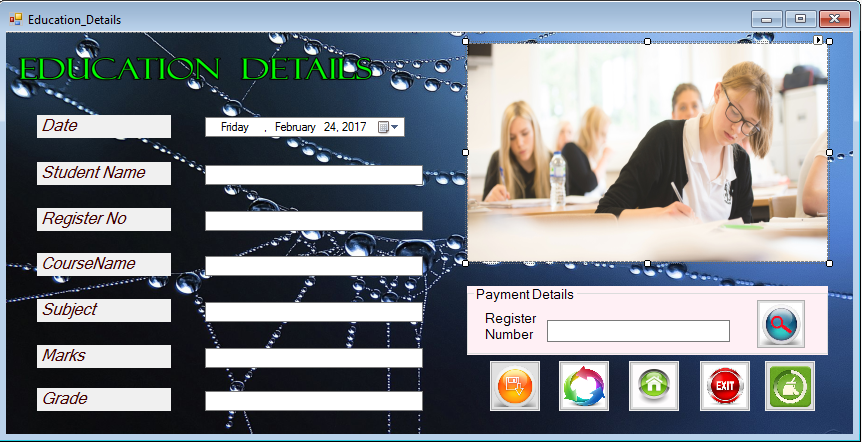 Education_Details
EDUCATION DETAILS
Date
Friday , February 24, 2017
Student Name
Register No
CourseName
Subject
Marks
Grade
Payment Details
Register
Number
EXIT